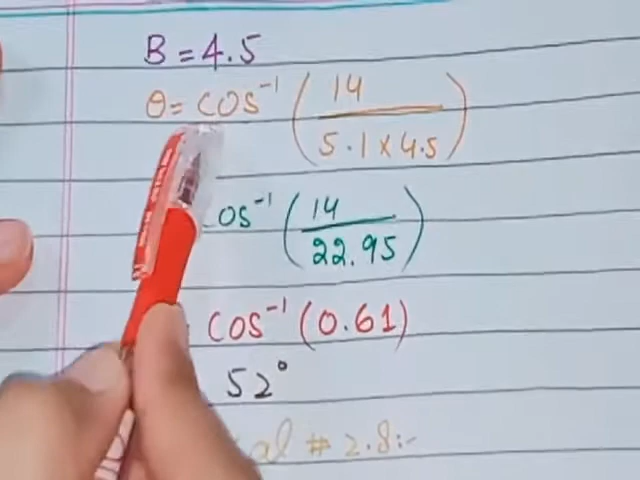 B = 4.5
θ = cos⁻¹ (14 / 5.1 × 4.5)
cos⁻¹ (14 / 22.95)
cos⁻¹ (0.61)
52°
# 2.8:-